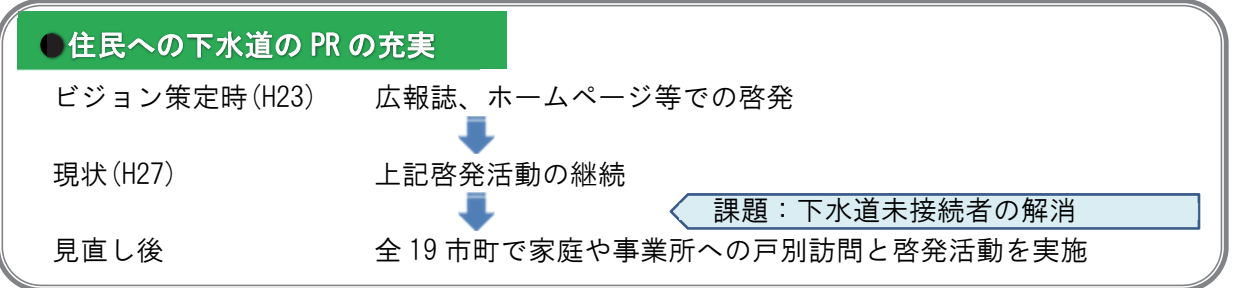 ●住民への下水道の PR の充実
ビジョン策定時(H23) 広報誌、ホームページ等での啓発
現状(H27) 上記啓発活動の継続
課題：下水道未接続者の解消
見直し後 全 19 市町で家庭や事業所への戸別訪問と啓発活動を実施